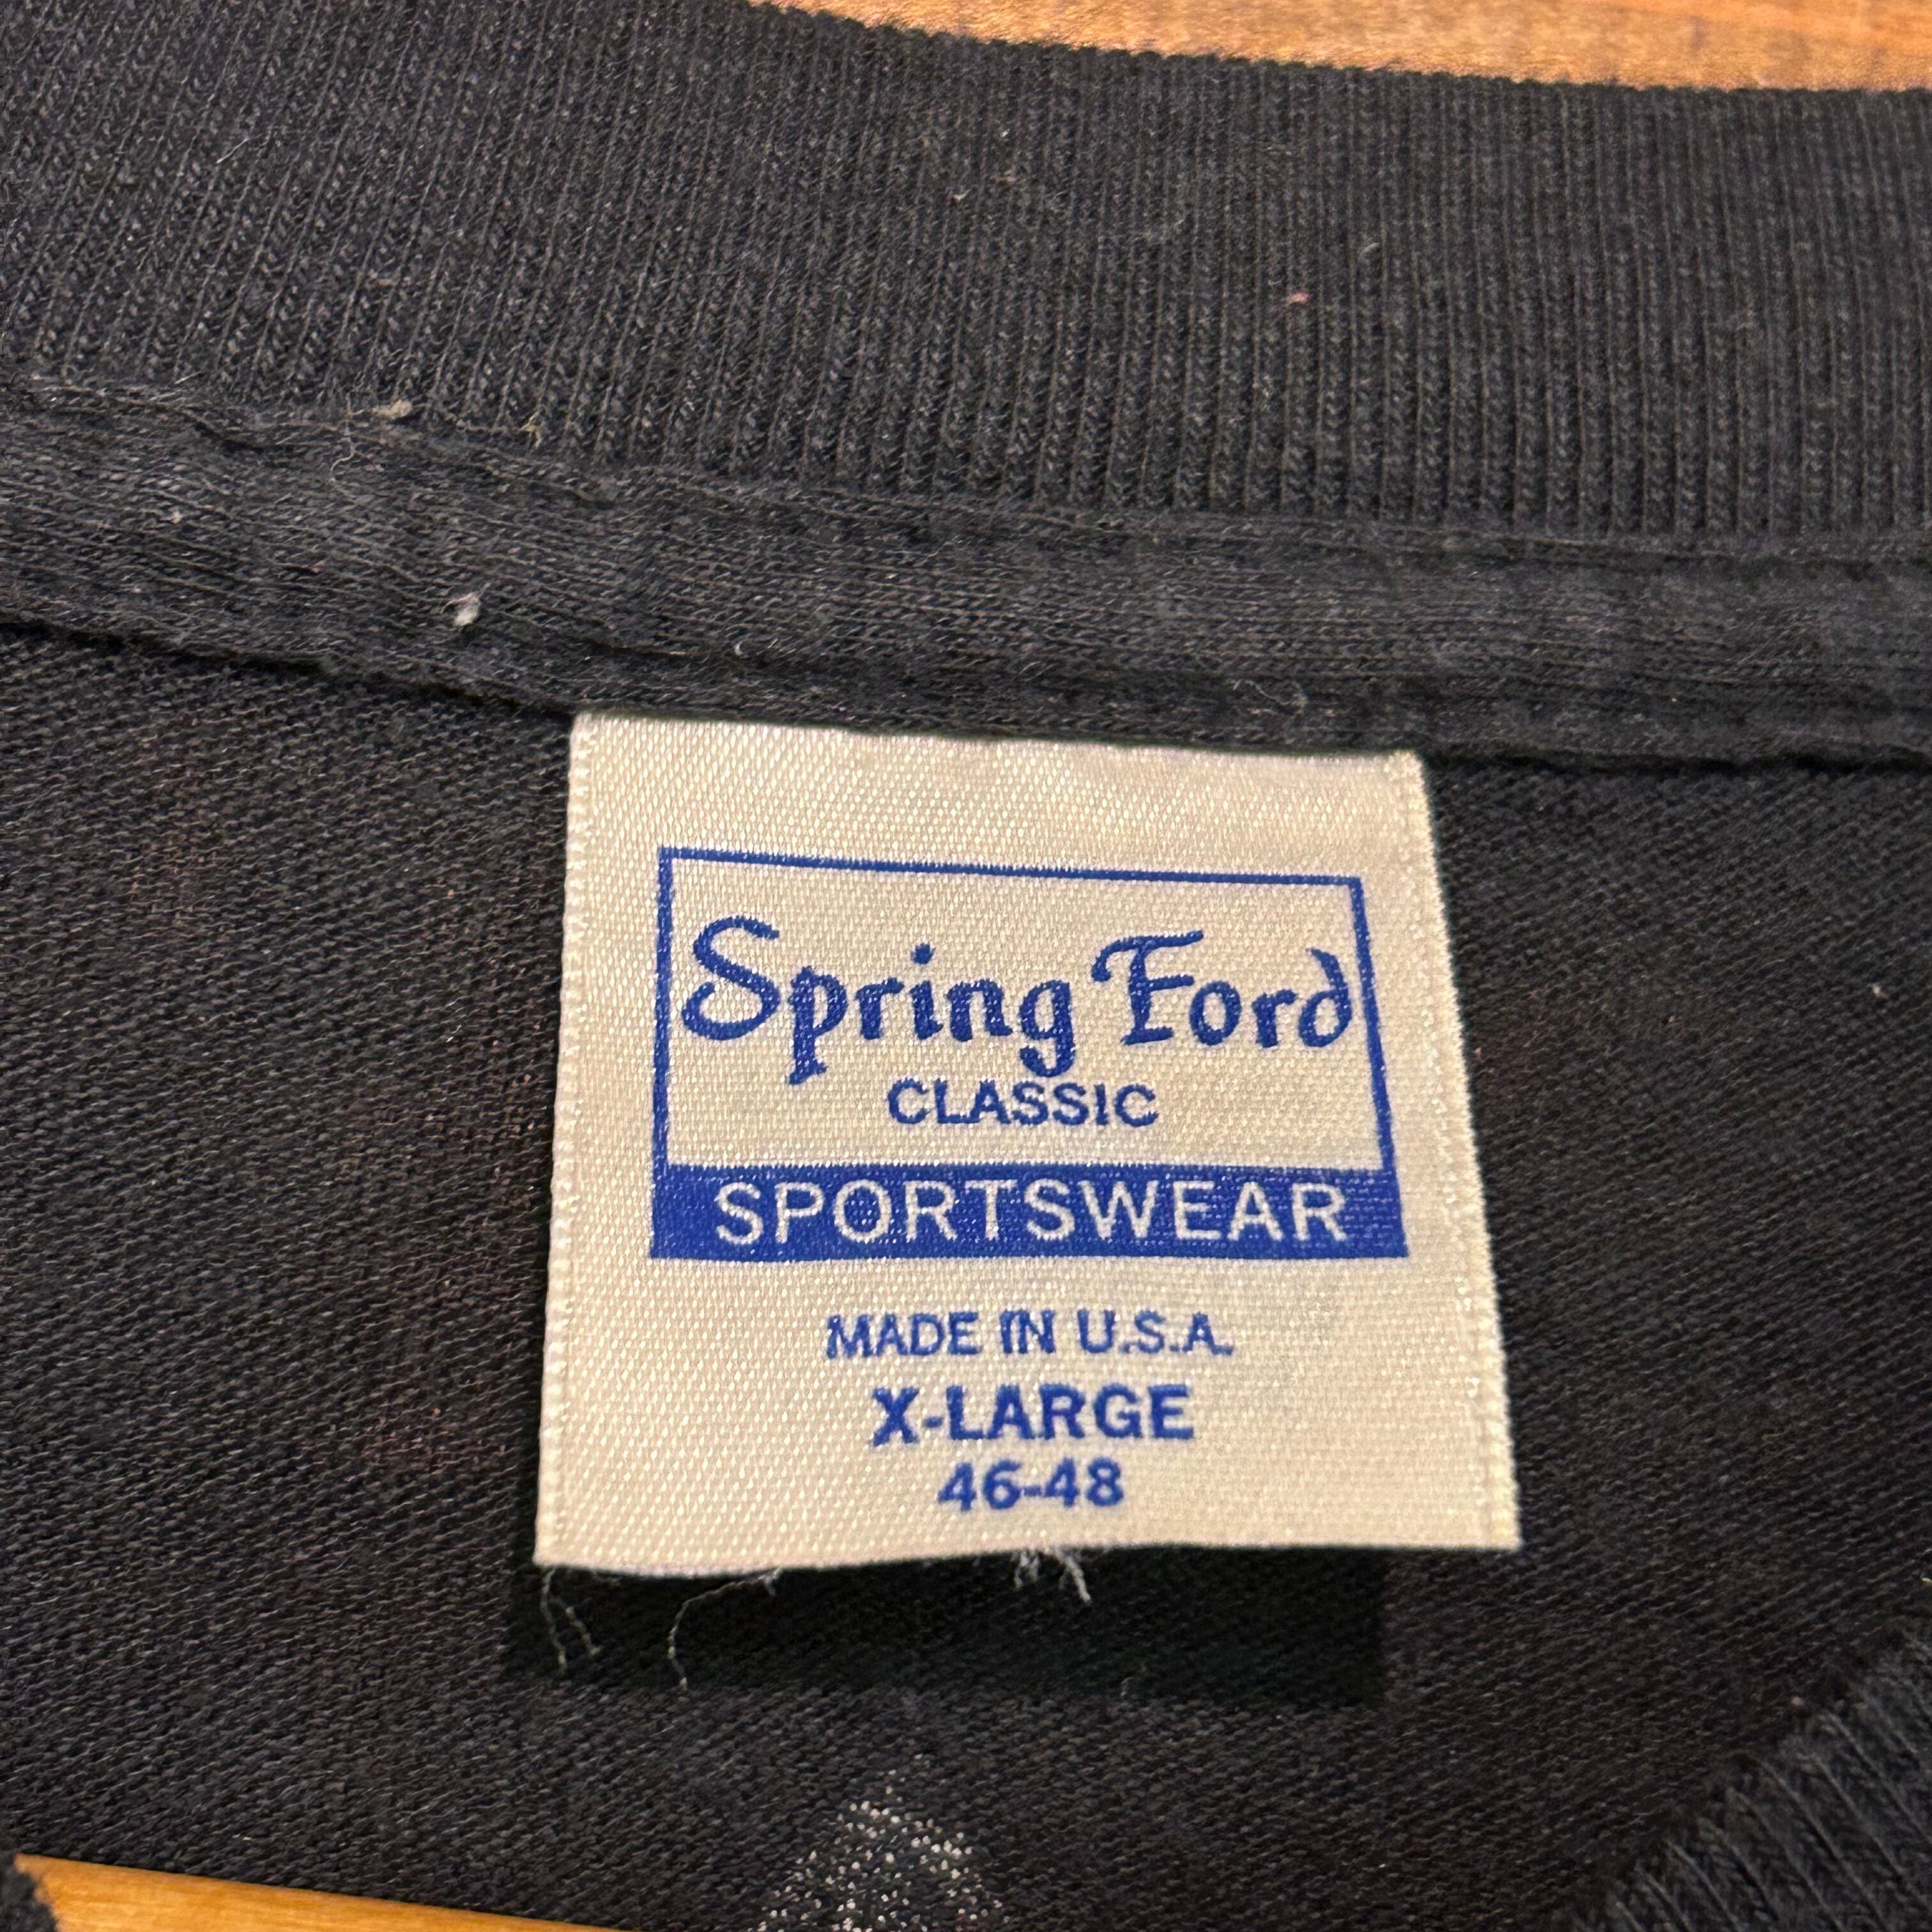 Spring Ford
CLASSIC
SPORTSWEAR
MADE IN U.S.A.
X-LARGE
46-48